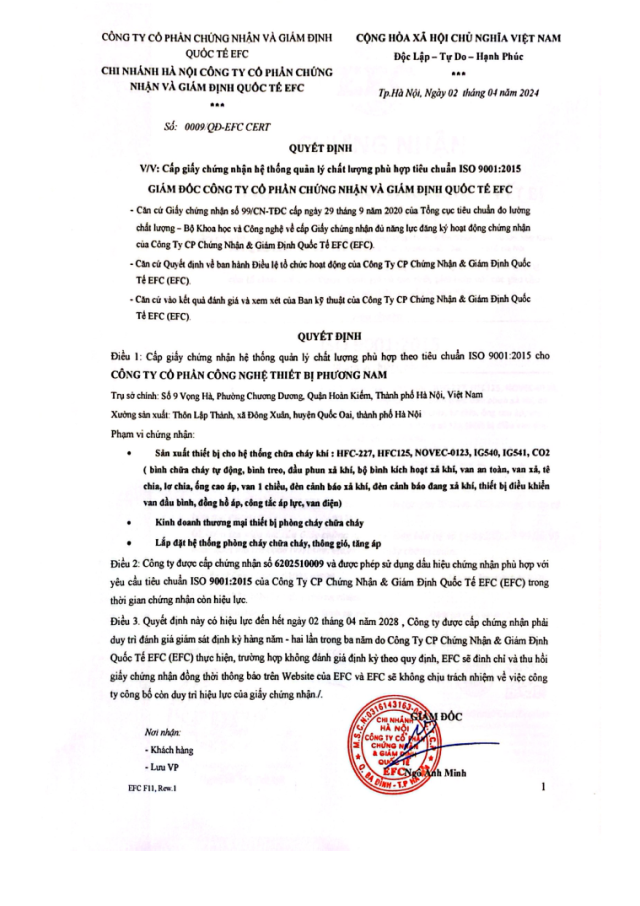 CÔNG TY CỔ PHẦN CHỨNG NHẬN VÀ GIÁM ĐỊNH
QUỐC TẾ EFC
CHI NHÁNH HÀ NỘI CÔNG TY CỔ PHẦN CHỨNG
NHẬN VÀ GIÁM ĐỊNH QUỐC TẾ EFC
***
Số: 0009/QD-EFC CERT
CỘNG HÒA XÃ HỘI CHỦ NGHĨA VIỆT NAM
Độc Lập – Tự Do – Hạnh Phúc
***
Tp.Hà Nội, Ngày 02 tháng 04 năm 2024
QUYẾT ĐỊNH
V/V: Cấp giấy chứng nhận hệ thống quản lý chất lượng phù hợp tiêu chuẩn ISO 9001:2015
GIÁM ĐỐC CÔNG TY CỔ PHẦN CHỨNG NHẬN VÀ GIÁM ĐỊNH QUỐC TẾ EFC
- Căn cứ Giấy chứng nhận số 99/CN-TĐC cấp ngày 29 tháng 9 năm 2020 của Tổng cục tiêu chuẩn đo lường
chất lượng – Bộ Khoa học và Công nghệ về cấp Giấy chứng nhận đủ năng lực đăng ký hoạt động chứng nhận
của Công Ty CP Chứng Nhận & Giám Định Quốc Tế EFC (EFC).
- Căn cứ Quyết định về ban hành Điều lệ tổ chức hoạt động của Công Ty CP Chứng Nhận & Giám Định Quốc
Tế EFC (EFC).
- Căn cứ vào kết quả đánh giá và xem xét của Ban kỹ thuật của Công Ty CP Chứng Nhận & Giám Định Quốc
Tế EFC (EFC).
QUYẾT ĐỊNH
Điều 1: Cấp giấy chứng nhận hệ thống quản lý chất lượng phù hợp theo tiêu chuẩn ISO 9001:2015 cho
CÔNG TY CỔ PHẦN CÔNG NGHỆ THIẾT BỊ PHƯƠNG NAM
Trụ sở chính: Số 9 Vọng Hà, Phường Chương Dương, Quận Hoàn Kiếm, Thành phố Hà Nội, Việt Nam
Xưởng sản xuất: Thôn Lập Thành, xã Đông Xuân, huyện Quốc Oai, thành phố Hà Nội
Phạm vi chứng nhận:
• Sản xuất thiết bị cho hệ thống chữa cháy khí : HFC-227, HFC125, NOVEC-0123, IG540, IG541, CO2
( bình chữa cháy tự động, bình treo, đầu phun xả khí, bộ bình kích hoạt xả khí, van an toàn, van xả, tê
chia, lơ chia, ống cao áp, van 1 chiều, đèn cảnh báo xả khí, đèn cảnh báo đang xả khí, thiết bị điều khiển
van đầu bình, đồng hồ áp, công tắc áp lực, van điện)
• Kinh doanh thương mại thiết bị phòng cháy chữa cháy
• Lắp đặt hệ thống phòng cháy chữa cháy, thông gió, tăng áp
Điều 2: Công ty được cấp chứng nhận số 6202510009 và được phép sử dụng dấu hiệu chứng nhận phù hợp với
yêu cầu tiêu chuẩn ISO 9001:2015 của Công Ty CP Chứng Nhận & Giám Định Quốc Tế EFC (EFC) trong
thời gian chứng nhận còn hiệu lực.
Điều 3. Quyết định này có hiệu lực đến hết ngày 02 tháng 04 năm 2028 , Công ty được cấp chứng nhận phải
duy trì đánh giá giám sát định kỳ hàng năm - hai lần trong ba năm do Công Ty CP Chứng Nhận & Giám Định
Quốc Tế EFC (EFC) thực hiện, trường hợp không đánh giá định kỳ theo quy định, EFC sẽ đình chỉ và thu hồi
giấy chứng nhận đồng thời thông báo trên Website của EFC và EFC sẽ không chịu trách nhiệm về việc công
ty công bố còn duy trì hiệu lực của giấy chứng nhận./.
Nơi nhận:
- Khách hàng
- Lưu VP
GIÁM ĐỐC
M.S.C.N:0316143163-0
CHI NHÁNH
HÀ NỘI
CÔNG TY CỔ PHẦN
CHỨNG NHẬN
& GIÁM ĐỊNH
QUỐC TẾ
EFC
Q. BA ĐÌNH - T.P HÀ
Ngô Anh Minh
EFC F11, Rew.1
1